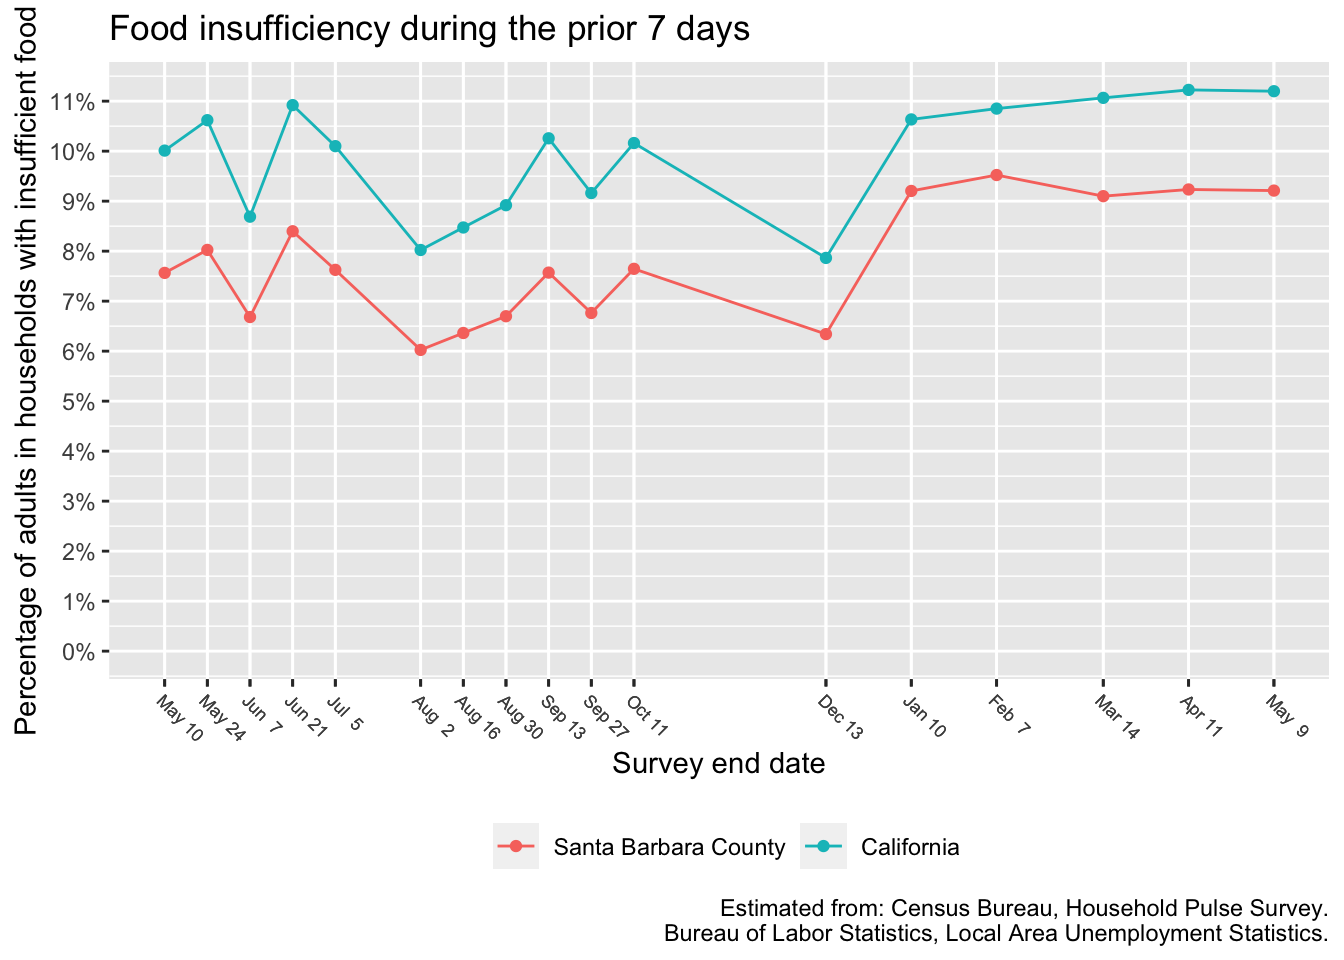 Food insufficiency during the prior 7 days
Percentage of adults in households with insufficient food
11%
10%
9%
8%
7%
6%
5%
4%
3%
2%
1%
0%
May 10
May 24
Jun 7
Jun 21
Jul 5
Aug 2
Aug 16
Aug 30
Sep 13
Sep 27
Oct 11
Dec 13
Jan 10
Feb 7
Mar 14
Apr 11
May 9
Survey end date
Santa Barbara County
California
Estimated from: Census Bureau, Household Pulse Survey.
Bureau of Labor Statistics, Local Area Unemployment Statistics.